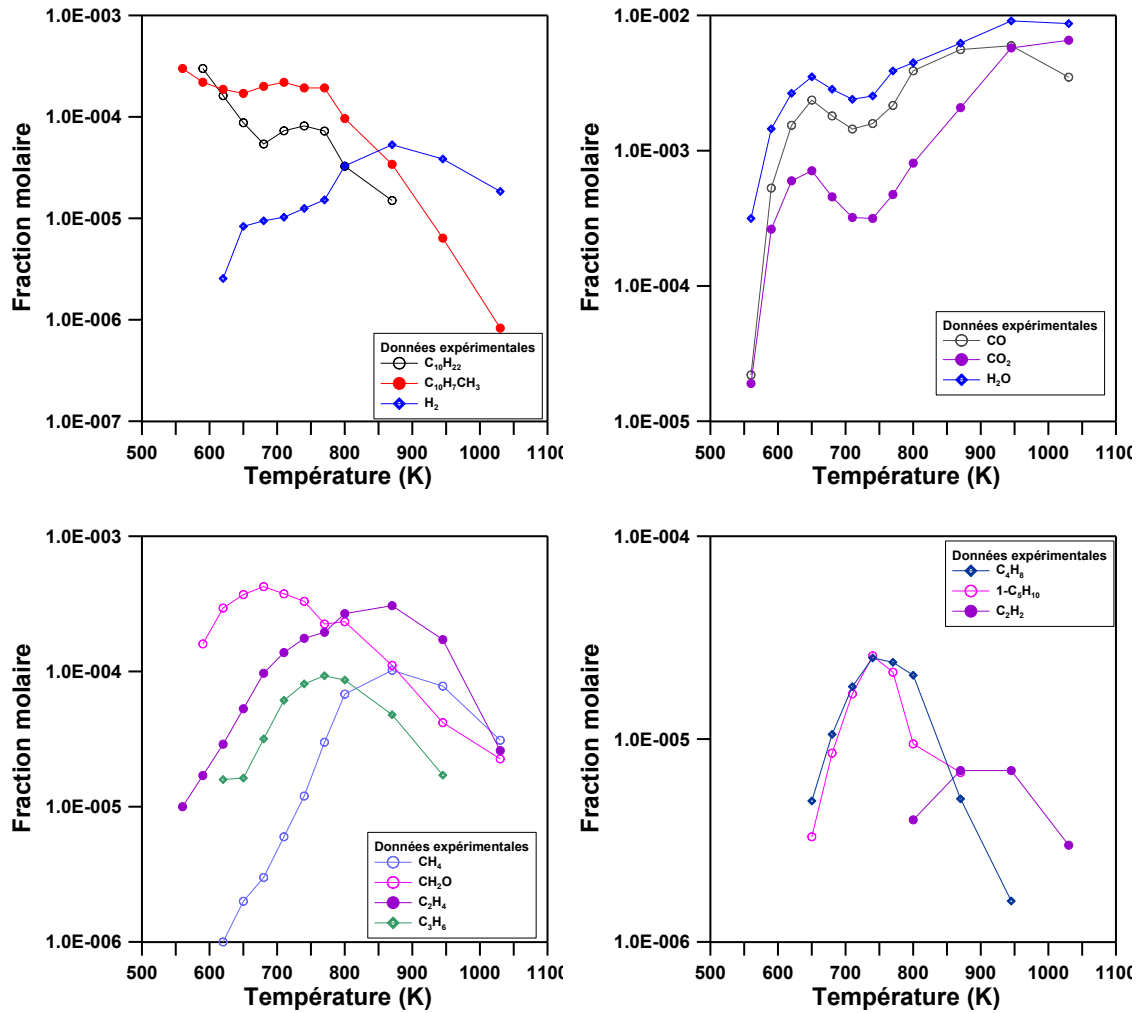 1.0E-003
1.0E-004
1.0E-005
1.0E-006
1.0E-007
Fraction molaire
Données expérimentales
C10H22
C10H7CH3
H2
500 600 700 800 900 1000 1100
Température (K)
1.0E-002
1.0E-003
1.0E-004
1.0E-005
Fraction molaire
Données expérimentales
CO
CO2
H2O
500 600 700 800 900 1000 110
Température (K)
1.0E-003
1.0E-004
1.0E-005
1.0E-006
Fraction molaire
Données expérimentales
CH4
CH2O
C2H4
C3H6
500 600 700 800 900 1000 110
Température (K)
1.0E-004
1.0E-005
1.0E-006
Fraction molaire
Données expérimentales
C4H8
1-C5H10
C2H2
500 600 700 800 900 1000 110
Température (K)